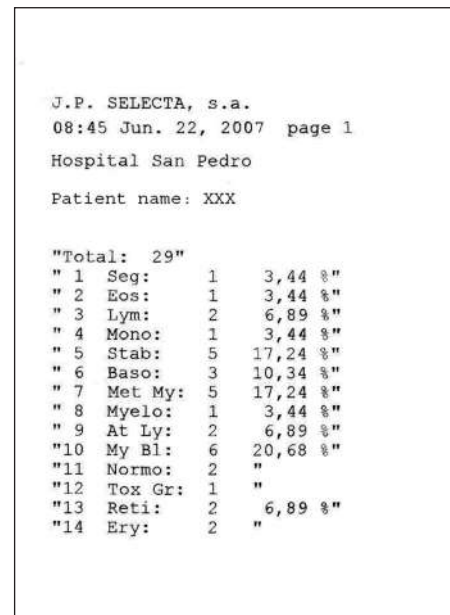 J.P. SELECTA, s.a.
08:45 Jun. 22, 2007  page 1
Hospital San Pedro
Patient name: XXX
"Total:  29"
" 1  Seg:     1    3,44 %"
" 2  Eos:     1    3,44 %"
" 3  Lym:     2    6,89 %"
" 4  Mono:    1    3,44 %"
" 5  Stab:    5   17,24 %"
" 6  Baso:    3   10,34 %"
" 7  Met My:  5   17,24 %"
" 8  Myelo:   1    3,44 %"
" 9  At Ly:   2    6,89 %"
"10  My Bl:   6   20,68 %"
"11  Normo:   2   "
"12  Tox Gr:  1   "
"13  Reti:    2    6,89 %"
"14  Ery:     2   "